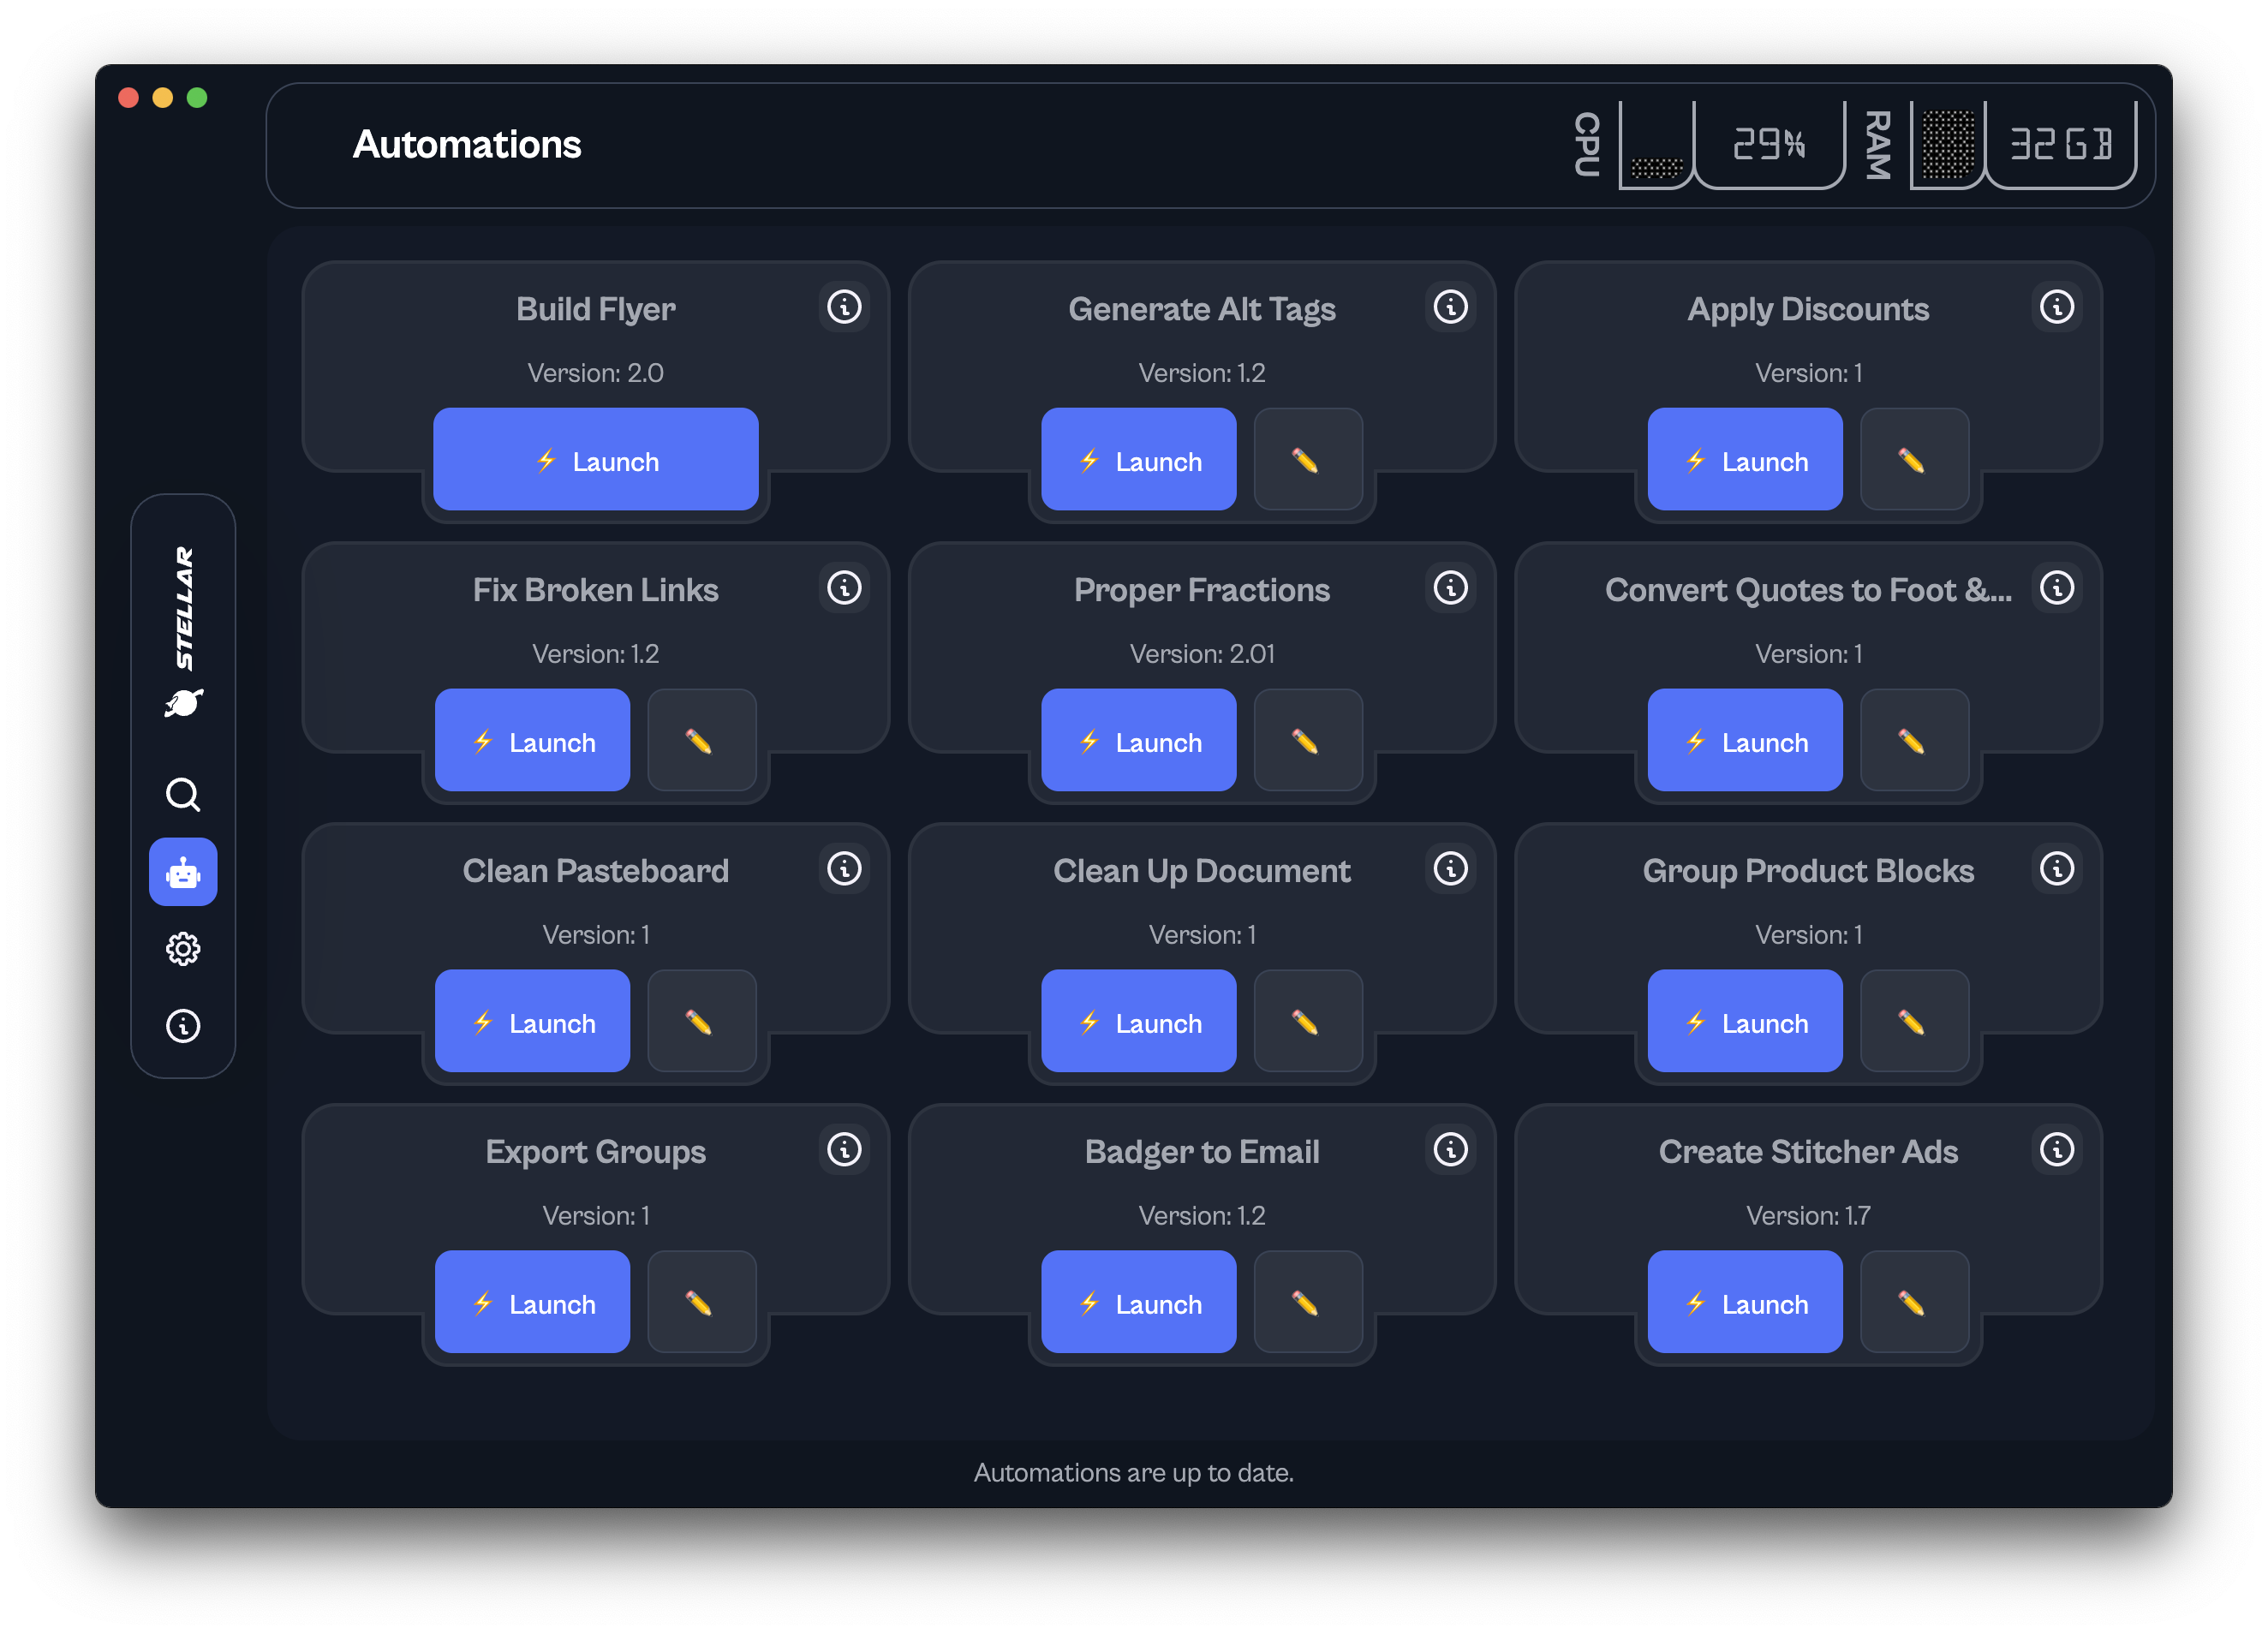 Automations
CPU
29%
RAM
32GB
Build Flyer
Version: 2.0
Launch
Generate Alt Tags
Version: 1.2
Launch
Apply Discounts
Version: 1
Launch
STELLAR
Fix Broken Links
Version: 1.2
Launch
Proper Fractions
Version: 2.01
Launch
Convert Quotes to Foot &...
Version: 1
Launch
Clean Pasteboard
Version: 1
Launch
Clean Up Document
Version: 1
Launch
Group Product Blocks
Version: 1
Launch
Export Groups
Version: 1
Launch
Badger to Email
Version: 1.2
Launch
Create Stitcher Ads
Version: 1.7
Launch
Automations are up to date.